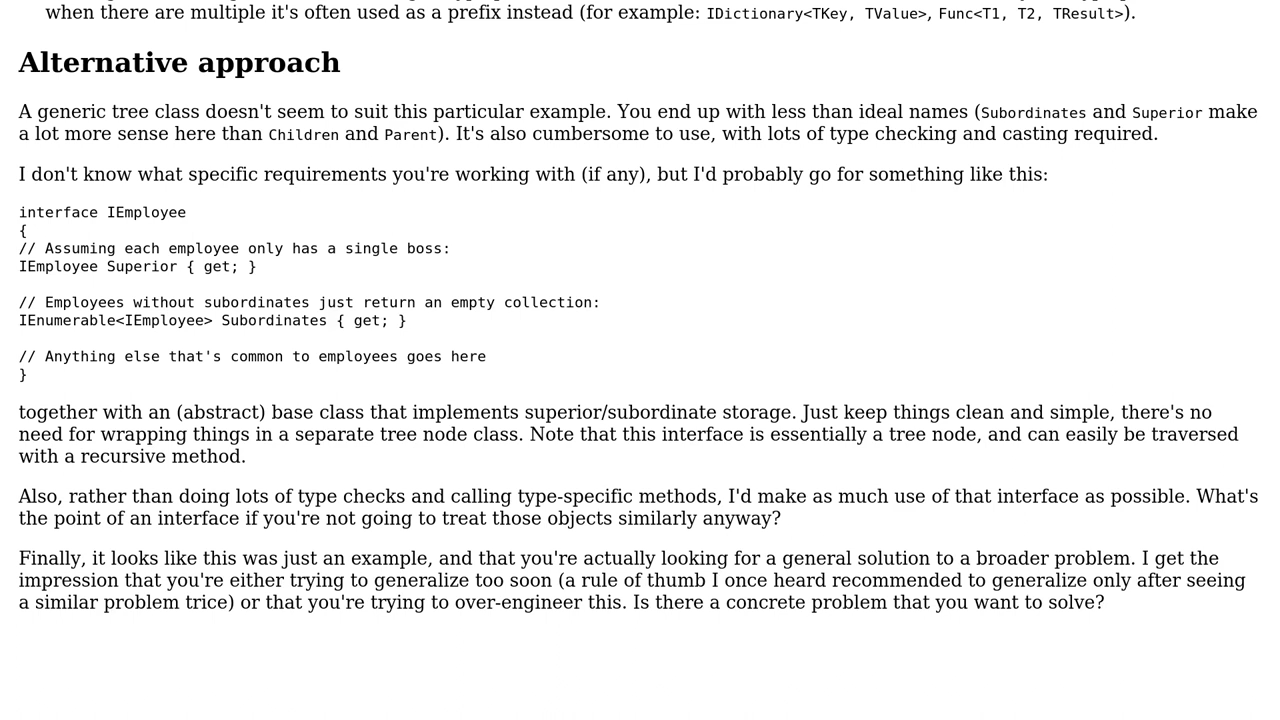 when there are multiple it's often used as a prefix instead (for example: IDictionary<TKey, TValue>, Func<T1, T2, TResult>).
Alternative approach
A generic tree class doesn't seem to suit this particular example. You end up with less than ideal names (Subordinates and Superior make
a lot more sense here than Children and Parent). It's also cumbersome to use, with lots of type checking and casting required.
I don't know what specific requirements you're working with (if any), but I'd probably go for something like this:
interface IEmployee
{
// Assuming each employee only has a single boss:
IEmployee Superior { get; }
// Employees without subordinates just return an empty collection:
IEnumerable<IEmployee> Subordinates { get; }
// Anything else that's common to employees goes here
}
together with an (abstract) base class that implements superior/subordinate storage. Just keep things clean and simple, there's no
need for wrapping things in a separate tree node class. Note that this interface is essentially a tree node, and can easily be traversed
with a recursive method.
Also, rather than doing lots of type checks and calling type-specific methods, I'd make as much use of that interface as possible. What's
the point of an interface if you're not going to treat those objects similarly anyway?
Finally, it looks like this was just an example, and that you're actually looking for a general solution to a broader problem. I get the
impression that you're either trying to generalize too soon (a rule of thumb I once heard recommended to generalize only after seeing
a similar problem trice) or that you're trying to over-engineer this. Is there a concrete problem that you want to solve?